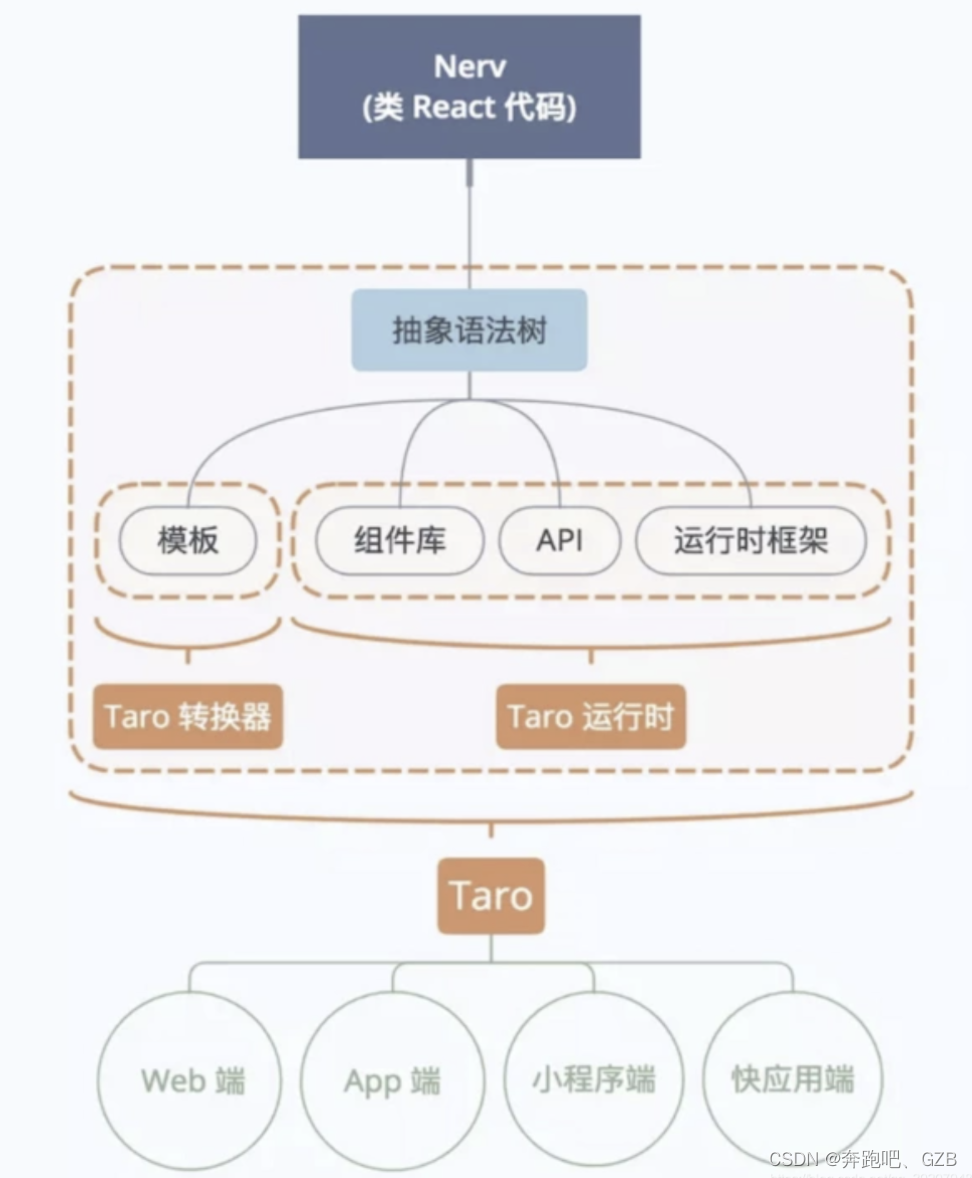 Nerv
(类 React 代码)
抽象语法树
模板
组件库
API
运行时框架
Taro 转换器
Taro 运行时
Taro
Web 端
App 端
小程序端
快应用端
CSDN @奔跑吧、GZB